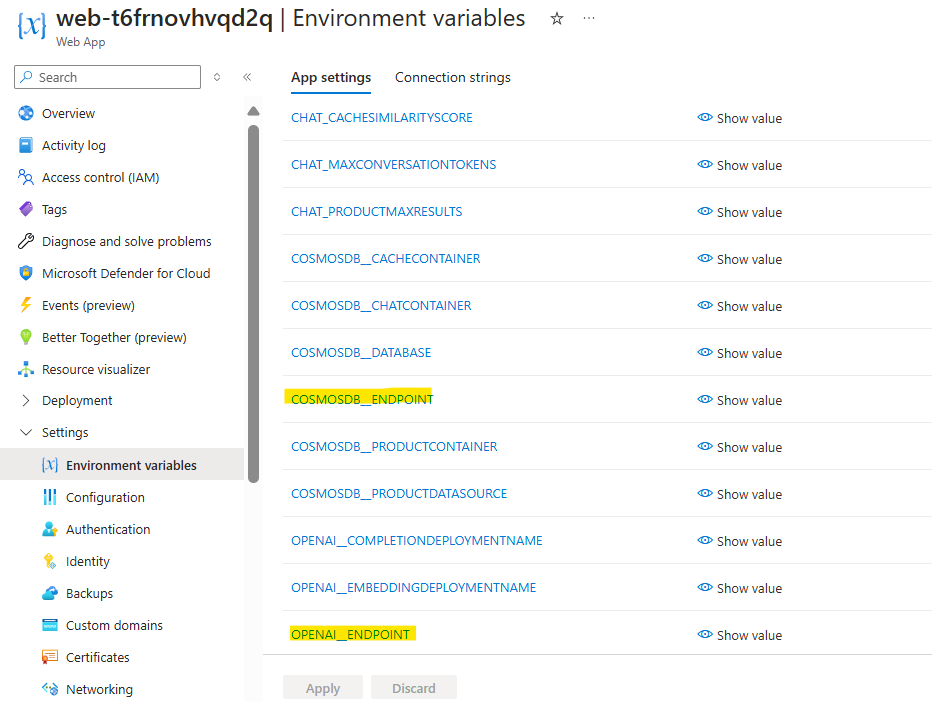 web-t6frnovhvqd2q | Environment variables
Web App
Search
Overview
Activity log
Access control (IAM)
Tags
Diagnose and solve problems
Microsoft Defender for Cloud
Events (preview)
Better Together (preview)
Resource visualizer
Deployment
Settings
Environment variables
Configuration
Authentication
Identity
Backups
Custom domains
Certificates
Networking
App settings Connection strings
CHAT_CACHESIMILARITYSCORE Show value
CHAT_MAXCONVERSATIONTOKENS Show value
CHAT_PRODUCTMAXRESULTS Show value
COSMOSDB__CACHECONTAINER Show value
COSMOSDB__CHATCONTAINER Show value
COSMOSDB__DATABASE Show value
COSMOSDB__ENDPOINT Show value
COSMOSDB__PRODUCTCONTAINER Show value
COSMOSDB__PRODUCTDATASOURCE Show value
OPENAI__COMPLETIONDEPLOYMENTNAME Show value
OPENAI__EMBEDDINGDEPLOYMENTNAME Show value
OPENAI__ENDPOINT Show value
Apply Discard